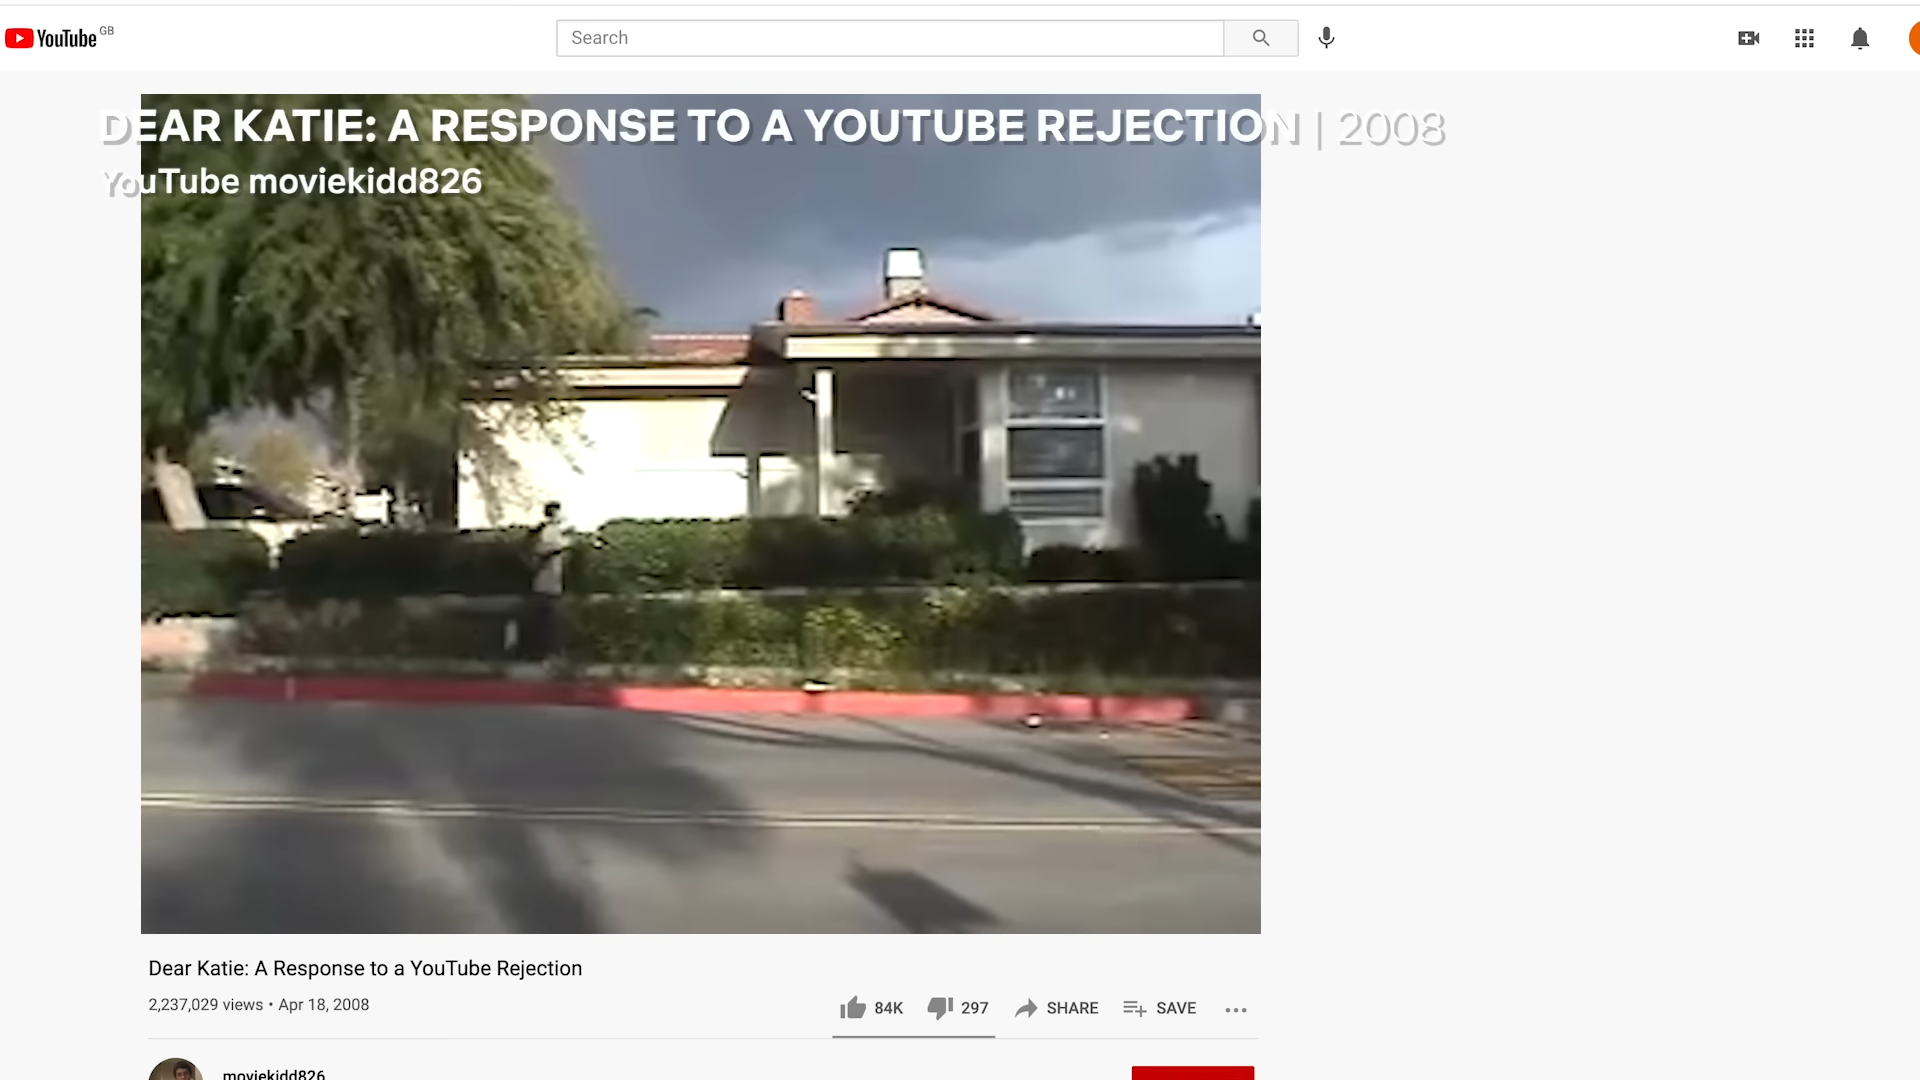 YouTube GB
Search
DEAR KATIE: A RESPONSE TO A YOUTUBE REJECTION | 2008
YouTube moviekidd826
Dear Katie: A Response to a YouTube Rejection
2,237,029 views • Apr 18, 2008
84K 297 SHARE SAVE
moviekidd826